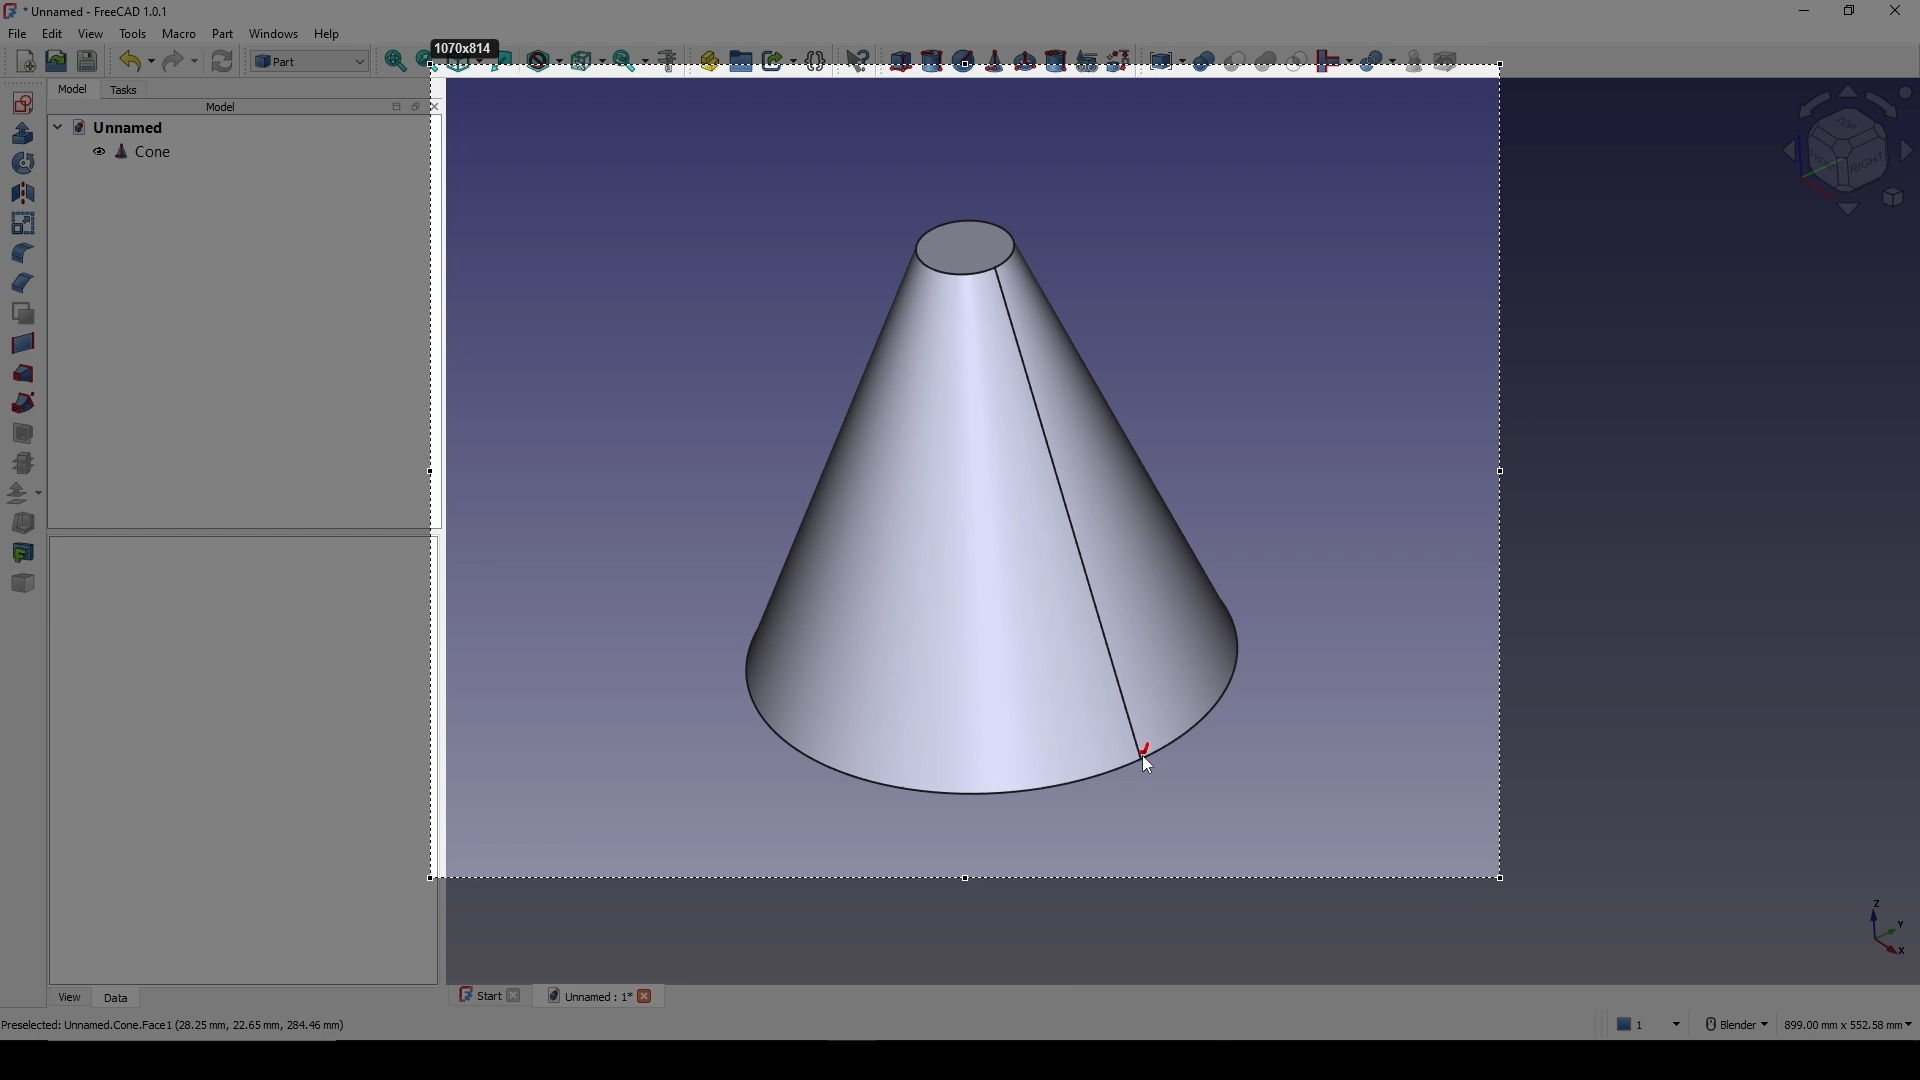 * Unnamed - FreeCAD 1.0.1
File Edit View Tools Macro Part Windows Help
1070x814
Part
Model Tasks
Model
Unnamed
Cone
TOP
RIGHT
Z
Y
X
View Data
Start Unnamed : 1*
Preselected: Unnamed.Cone.Face1 (28.25 mm, 22.65 mm, 284.46 mm)
1 Blender 899.00 mm x 552.58 mm